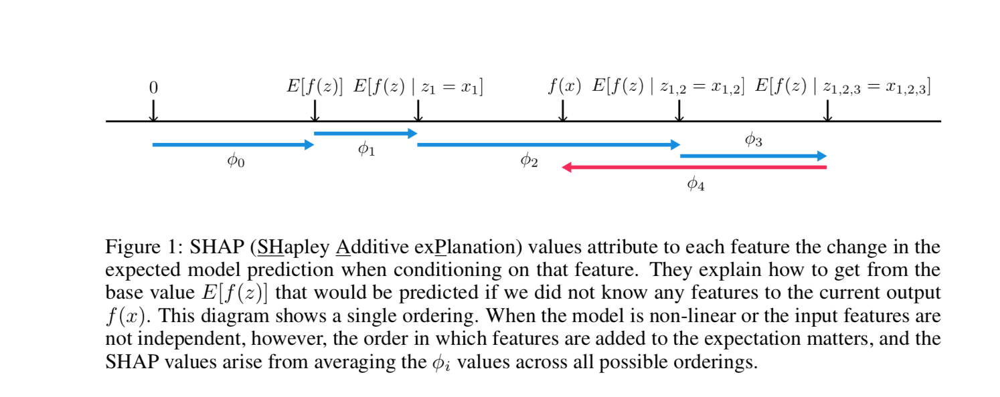 0 E[f(z)] E[f(z) | z₁ = x₁] f(x) E[f(z) | z₁,₂ = x₁,₂] E[f(z) | z₁,₂,₃ = x₁,₂,₃]
ϕ₀ ϕ₁ ϕ₂ ϕ₃
ϕ₄
Figure 1: SHAP (SHapley Additive exPlanation) values attribute to each feature the change in the
expected model prediction when conditioning on that feature. They explain how to get from the
base value E[f(z)] that would be predicted if we did not know any features to the current output
f(x). This diagram shows a single ordering. When the model is non-linear or the input features are
not independent, however, the order in which features are added to the expectation matters, and the
SHAP values arise from averaging the ϕᵢ values across all possible orderings.